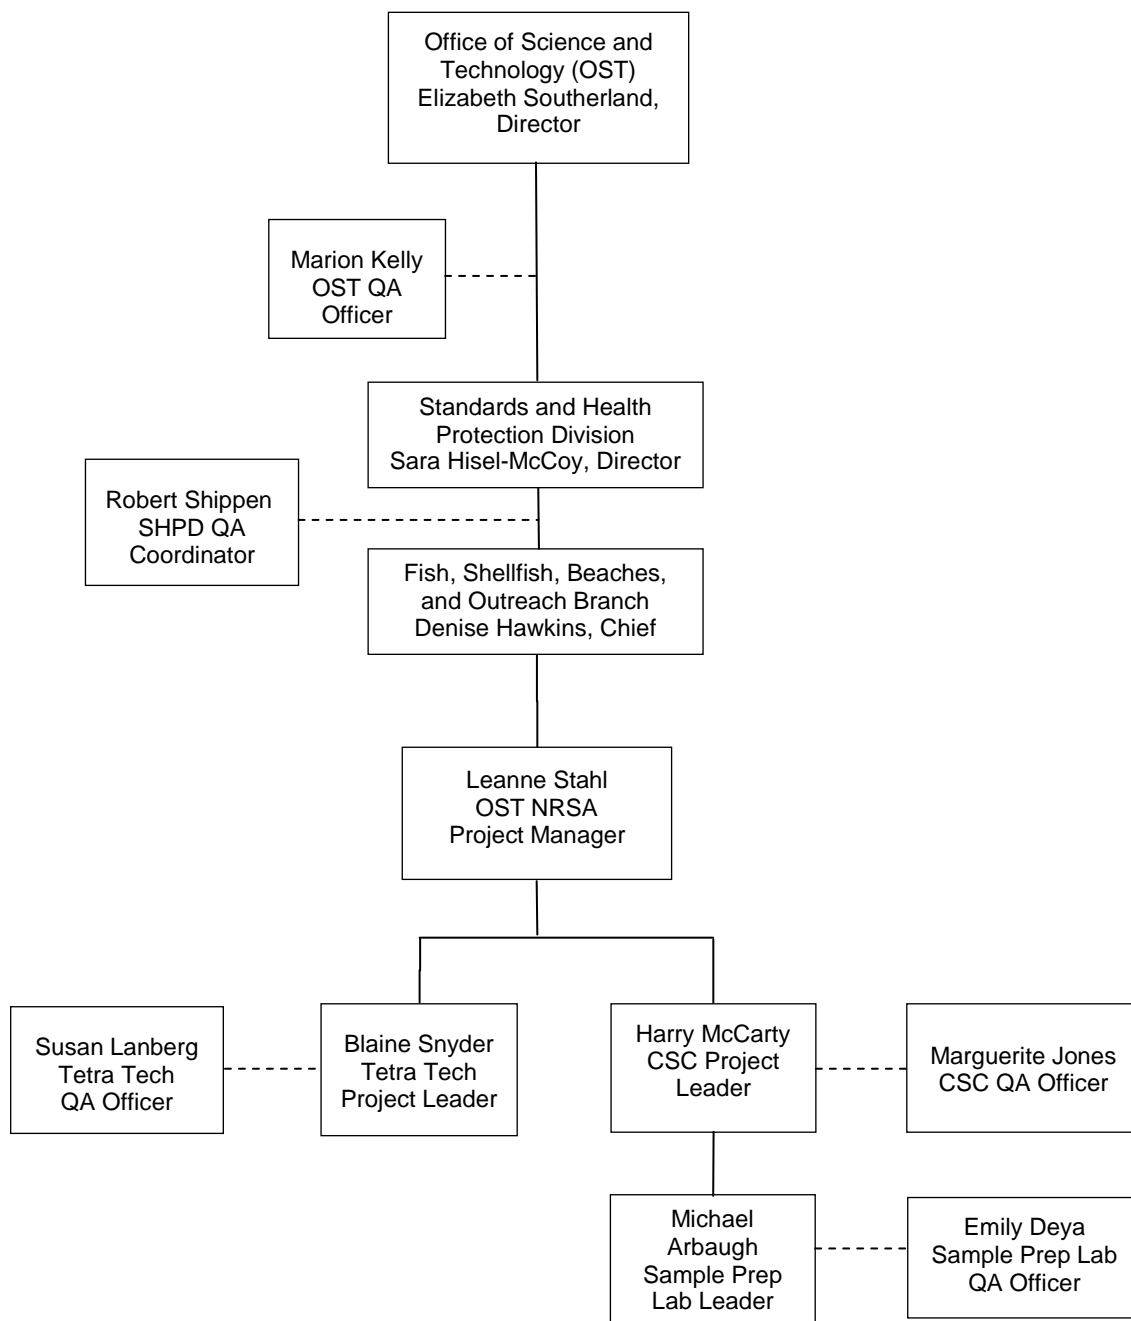 Office of Science and
Technology (OST)
Elizabeth Southerland,
Director
Marion Kelly
OST QA
Officer
Standards and Health
Protection Division
Sara Hisel-McCoy, Director
Robert Shippen
SHPD QA
Coordinator
Fish, Shellfish, Beaches,
and Outreach Branch
Denise Hawkins, Chief
Leanne Stahl
OST NRSA
Project Manager
Susan Lanberg
Tetra Tech
QA Officer
Blaine Snyder
Tetra Tech
Project Leader
Harry McCarty
CSC Project
Leader
Marguerite Jones
CSC QA Officer
Michael
Arbaugh
Sample Prep
Lab Leader
Emily Deya
Sample Prep Lab
QA Officer